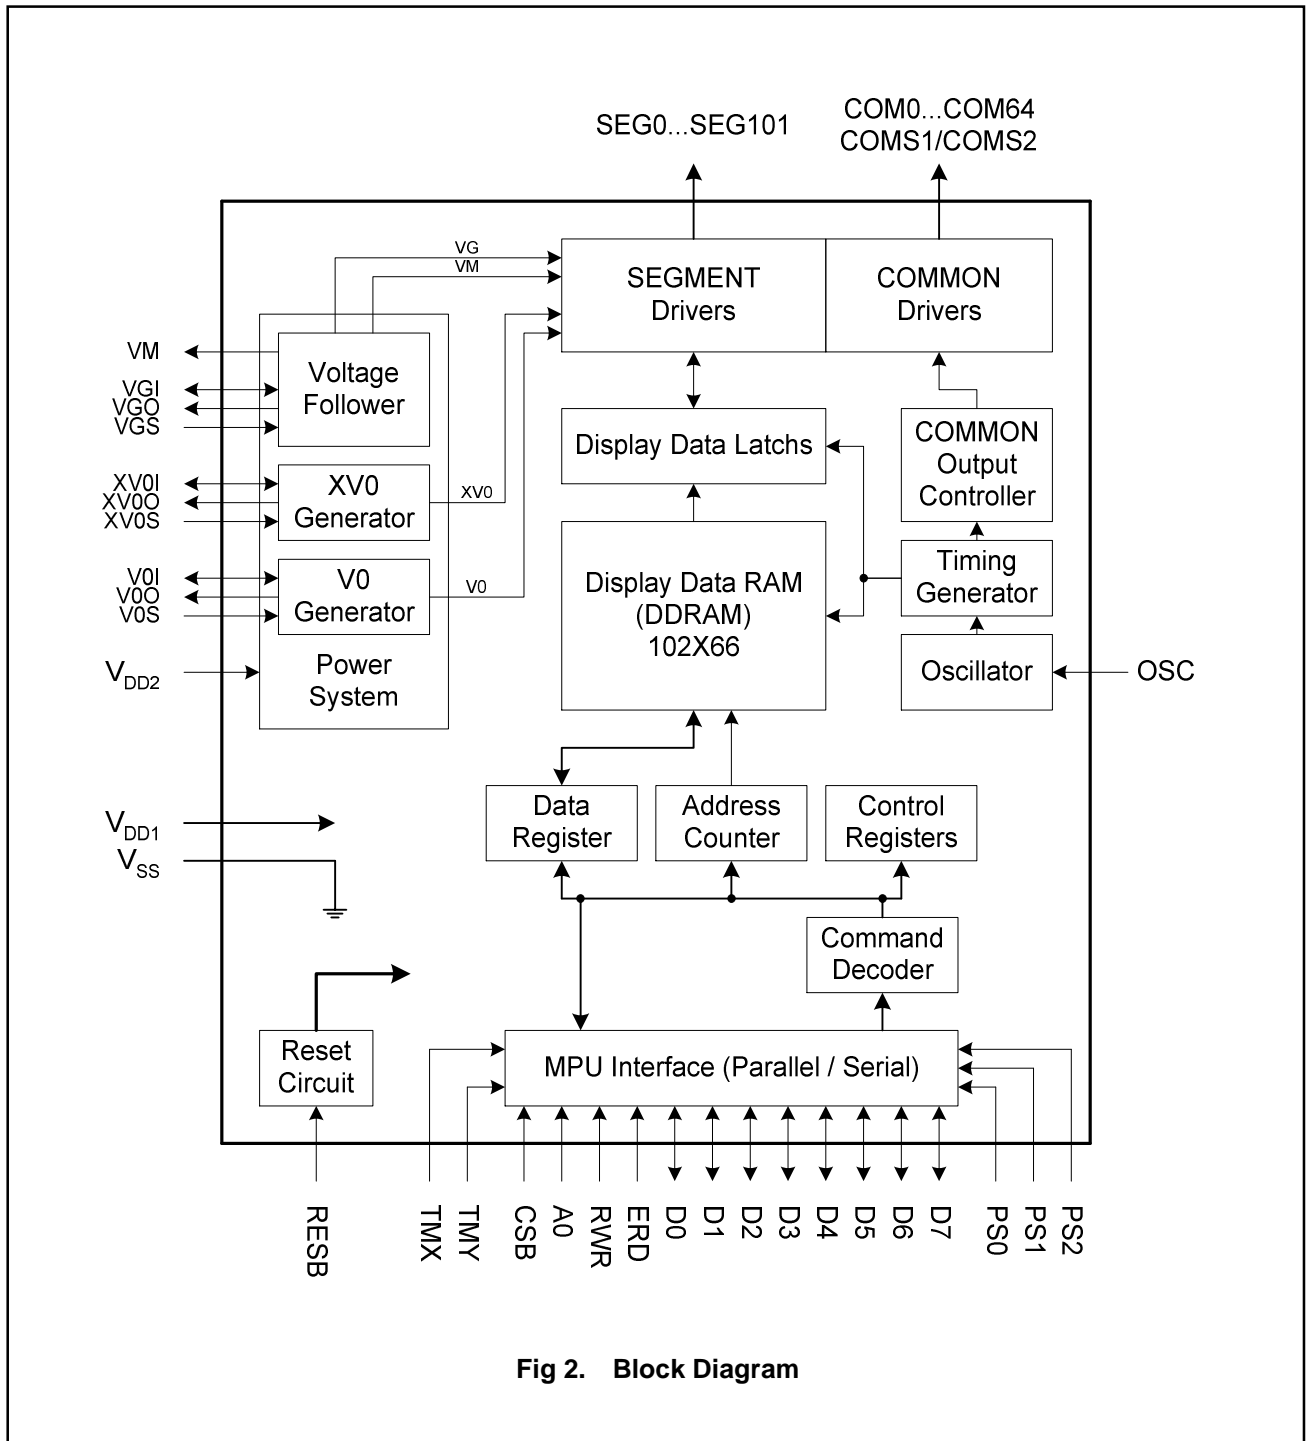 SEG0...SEG101
COM0...COM64
COMS1/COMS2
VG
VM
SEGMENT
Drivers
COMMON
Drivers
VM
VGI
VGO
VGS
Voltage
Follower
Display Data Latchs
COMMON
Output
Controller
XV0I
XV0O
XV0S
XV0
Generator
XV0
V0I
V0O
V0S
V0
Generator
V0
Display Data RAM
(DDRAM)
102X66
Timing
Generator
Power
System
VDD2
Oscillator
OSC
VDD1
VSS
Data
Register
Address
Counter
Control
Registers
Command
Decoder
Reset
Circuit
MPU Interface (Parallel / Serial)
RESB
TMX
TMY
CSB
A0
RWR
ERD
D0
D1
D2
D3
D4
D5
D6
D7
PS0
PS1
PS2
Fig 2. Block Diagram